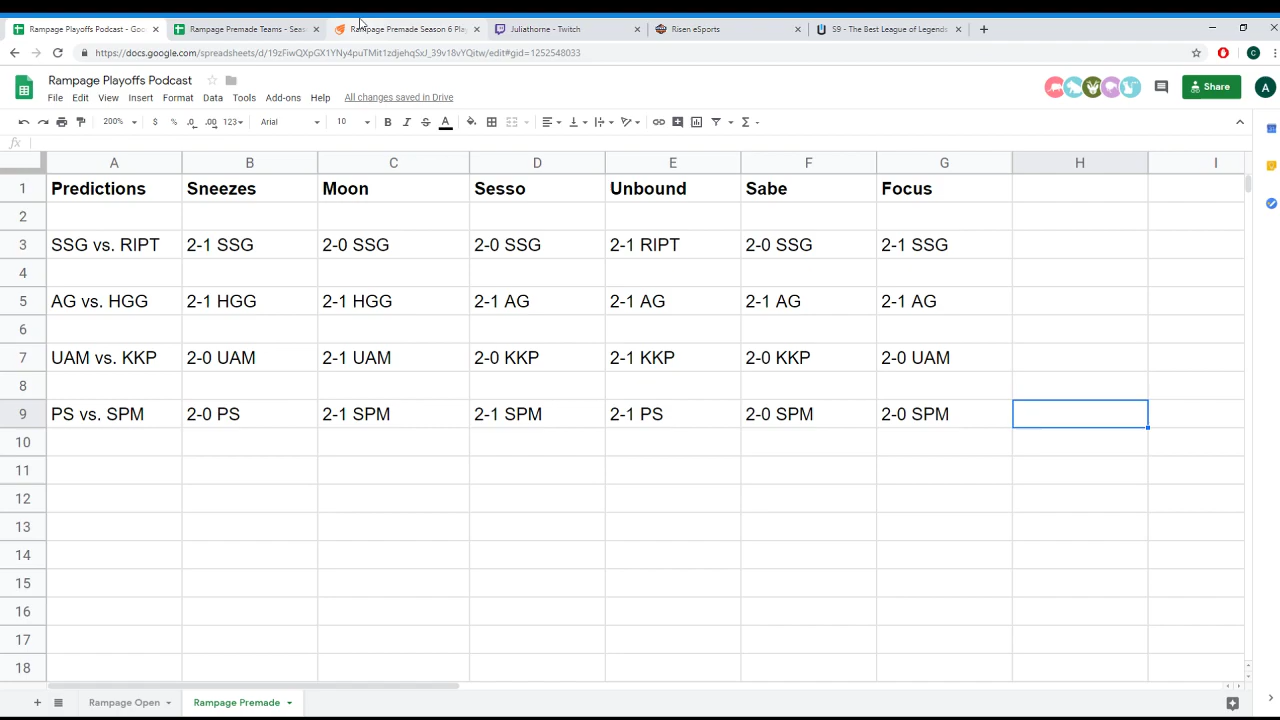 Rampage Playoffs Podcast - Goo
Rampage Premade Teams - Seas
Rampage Premade Season 6 Play
Juliathorne - Twitch
Risen eSports
S9 - The Best League of Legends
https://docs.google.com/spreadsheets/d/19zFiwQXpGX1YNy4puTMit1zdjehqSxJ_39v18vYQjtw/edit#gid=1252548033
Rampage Playoffs Podcast
File Edit View Insert Format Data Tools Add-ons Help All changes saved in Drive
Share
A
200% $ % .0 .00 123 Arial 10 B I S A
fx
A B C D E F G H I
1 Predictions Sneezes Moon Sesso Unbound Sabe Focus
2
3 SSG vs. RIPT 2-1 SSG 2-0 SSG 2-0 SSG 2-1 RIPT 2-0 SSG 2-1 SSG
4
5 AG vs. HGG 2-1 HGG 2-1 HGG 2-1 AG 2-1 AG 2-1 AG 2-1 AG
6
7 UAM vs. KKP 2-0 UAM 2-1 UAM 2-0 KKP 2-1 KKP 2-0 KKP 2-0 UAM
8
9 PS vs. SPM 2-0 PS 2-1 SPM 2-1 SPM 2-1 PS 2-0 SPM 2-0 SPM
10
11
12
13
14
15
16
17
18
Rampage Open Rampage Premade